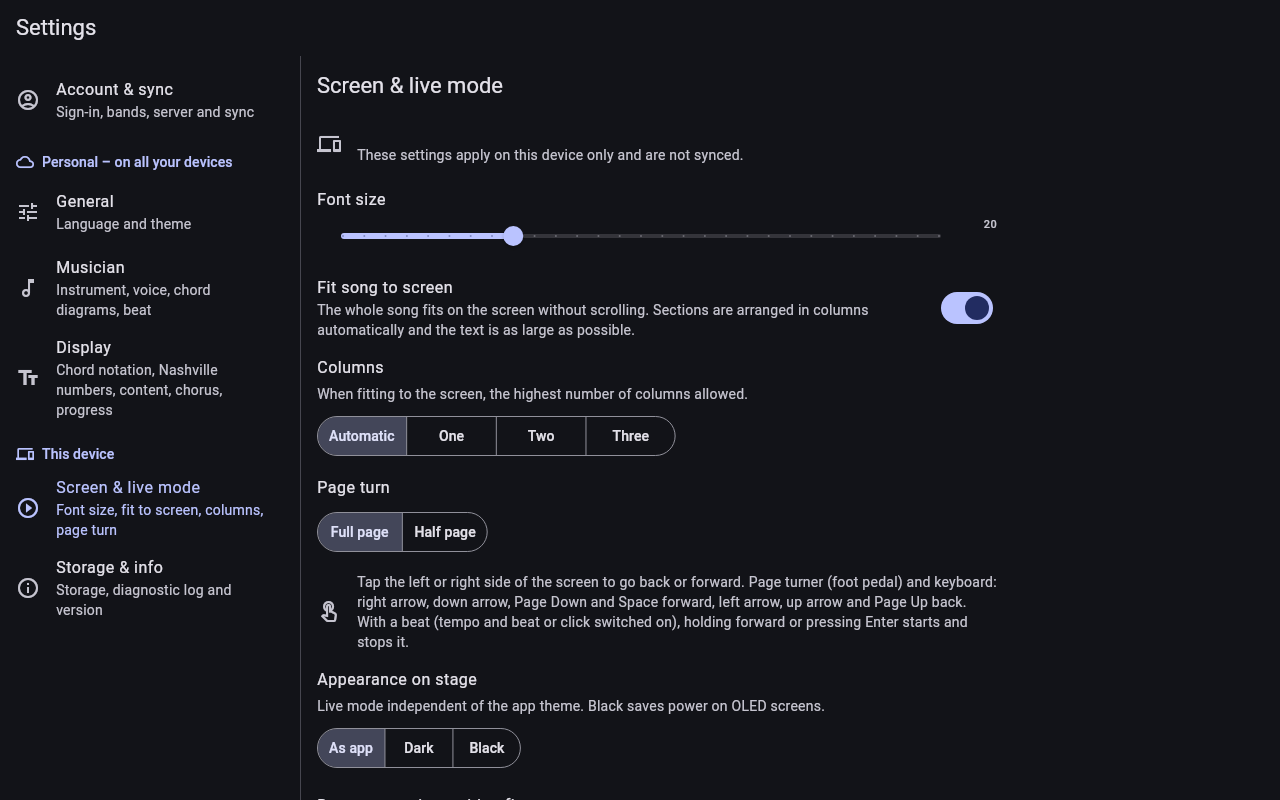 Settings
Account & sync
Sign-in, bands, server and sync
Personal – on all your devices
General
Language and theme
Musician
Instrument, voice, chord
diagrams, beat
Display
Chord notation, Nashville
numbers, content, chorus,
progress
This device
Screen & live mode
Font size, fit to screen, columns,
page turn
Storage & info
Storage, diagnostic log and
version
Screen & live mode
These settings apply on this device only and are not synced.
Font size
20
Fit song to screen
The whole song fits on the screen without scrolling. Sections are arranged in columns
automatically and the text is as large as possible.
Columns
When fitting to the screen, the highest number of columns allowed.
Automatic One Two Three
Page turn
Full page Half page
Tap the left or right side of the screen to go back or forward. Page turner (foot pedal) and keyboard:
right arrow, down arrow, Page Down and Space forward, left arrow, up arrow and Page Up back.
With a beat (tempo and beat or click switched on), holding forward or pressing Enter starts and
stops it.
Appearance on stage
Live mode independent of the app theme. Black saves power on OLED screens.
As app Dark Black